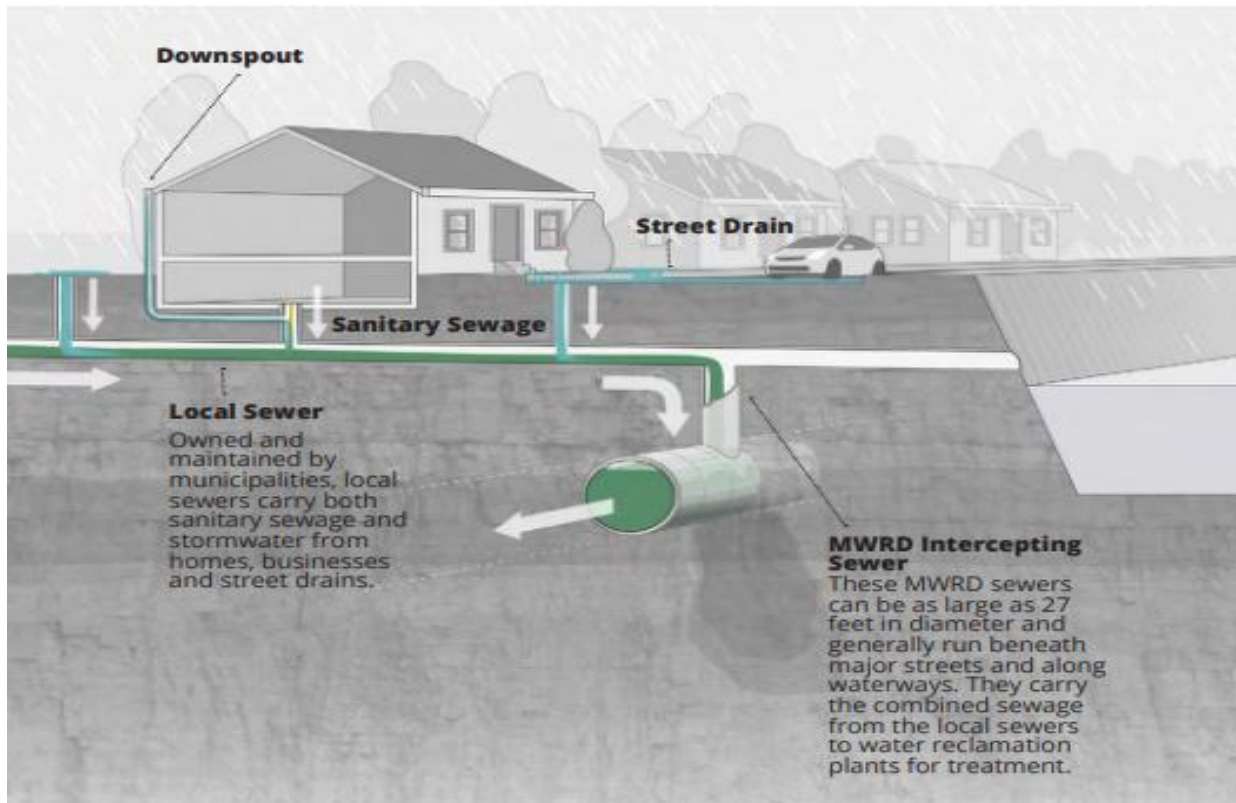 Downspout
Street Drain
Sanitary Sewage
Local Sewer
Owned and
maintained by
municipalities, local
sewers carry both
sanitary sewage and
stormwater from
homes, businesses
and street drains.
MWRD Intercepting
Sewer
These MWRD sewers
can be as large as 27
feet in diameter and
generally run beneath
major streets and along
waterways. They carry
the combined sewage
from the local sewers
to water reclamation
plants for treatment.